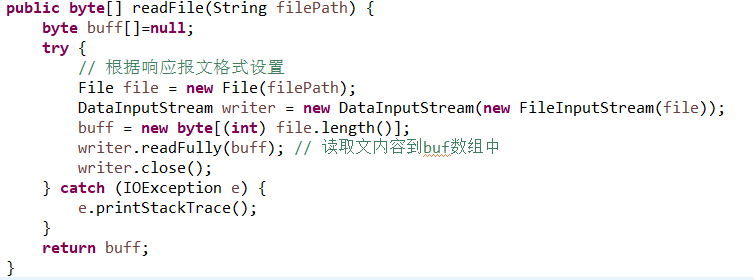 public byte[] readFile(String filePath) {
    byte buff[]=null;
    try {
        // 根据响应报文格式设置
        File file = new File(filePath);
        DataInputStream writer = new DataInputStream(new FileInputStream(file));
        buff = new byte[(int) file.length()];
        writer.readFully(buff); // 读取文内容到buf数组中
        writer.close();
    } catch (IOException e) {
        e.printStackTrace();
    }
    return buff;
}